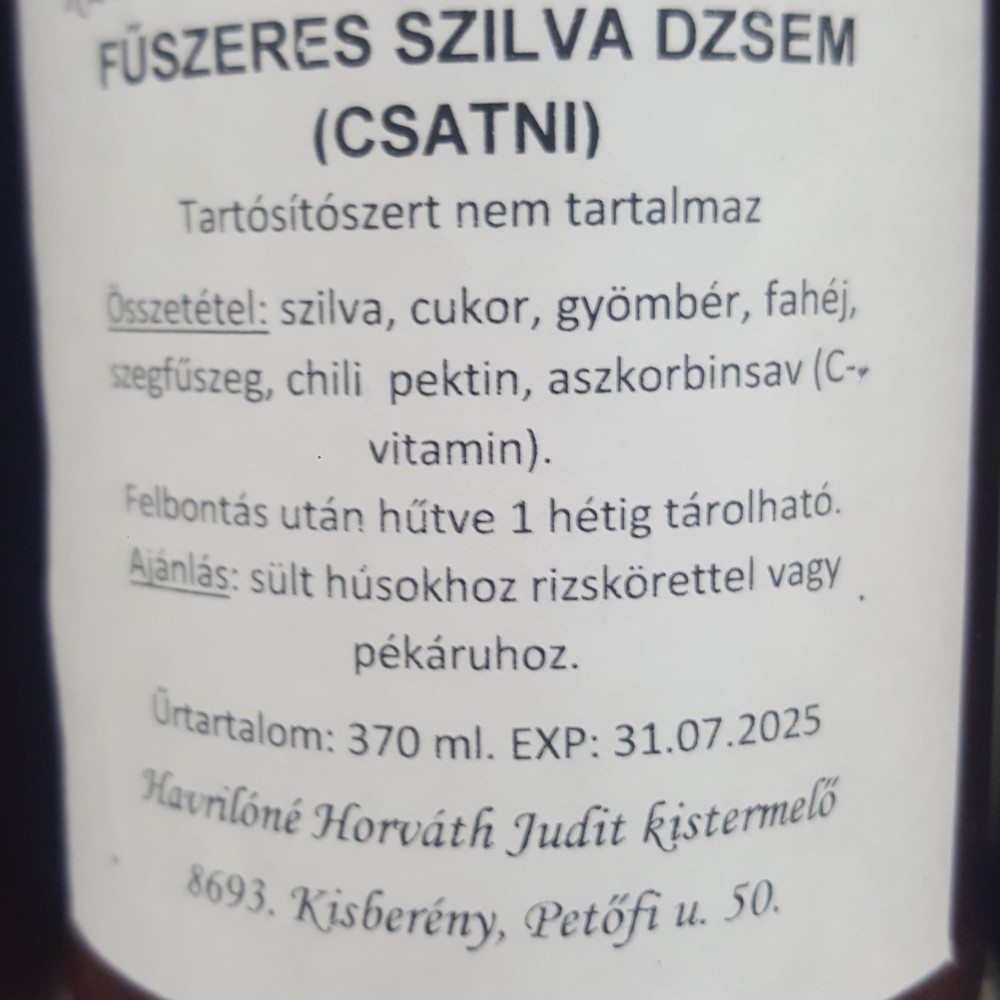 FŰSZERES SZILVA DZSEM
(CSATNI)
Tartósítószert nem tartalmaz
Összetétel: szilva, cukor, gyömbér, fahéj,
szegfűszeg, chili pektin, aszkorbinsav (C-
vitamin).
Felbontás után hűtve 1 hétig tárolható.
Ajánlás: sült húsokhoz rizskörettel vagy
pékáruhoz.
Űrtartalom: 370 ml. EXP: 31.07.2025
Havrilóné Horváth Judit kistermelő
8693. Kisberény, Petőfi u. 50.